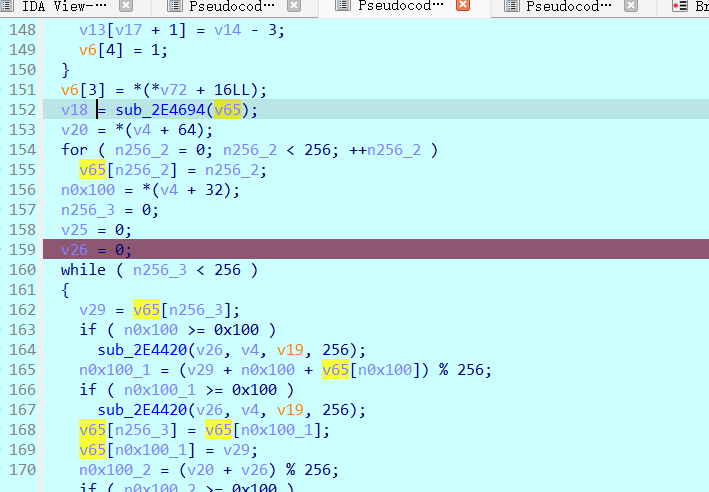 IDA View-··· Pseudocod··· Pseudocod··· Pseudocod··· Br
148 v13[v17 + 1] = v14 - 3;
149 v6[4] = 1;
150 }
151 v6[3] = *(*v72 + 16LL);
152 v18 = sub_2E4694(v65);
153 v20 = *(v4 + 64);
154 for ( n256_2 = 0; n256_2 < 256; ++n256_2 )
155 v65[n256_2] = n256_2;
156 n0x100 = *(v4 + 32);
157 n256_3 = 0;
158 v25 = 0;
159 v26 = 0;
160 while ( n256_3 < 256 )
161 {
162 v29 = v65[n256_3];
163 if ( n0x100 >= 0x100 )
164 sub_2E4420(v26, v4, v19, 256);
165 n0x100_1 = (v29 + n0x100 + v65[n0x100]) % 256;
166 if ( n0x100_1 >= 0x100 )
167 sub_2E4420(v26, v4, v19, 256);
168 v65[n256_3] = v65[n0x100_1];
169 v65[n0x100_1] = v29;
170 n0x100_2 = (v20 + v26) % 256;
if ( n0x100_2 >= 0x100 )